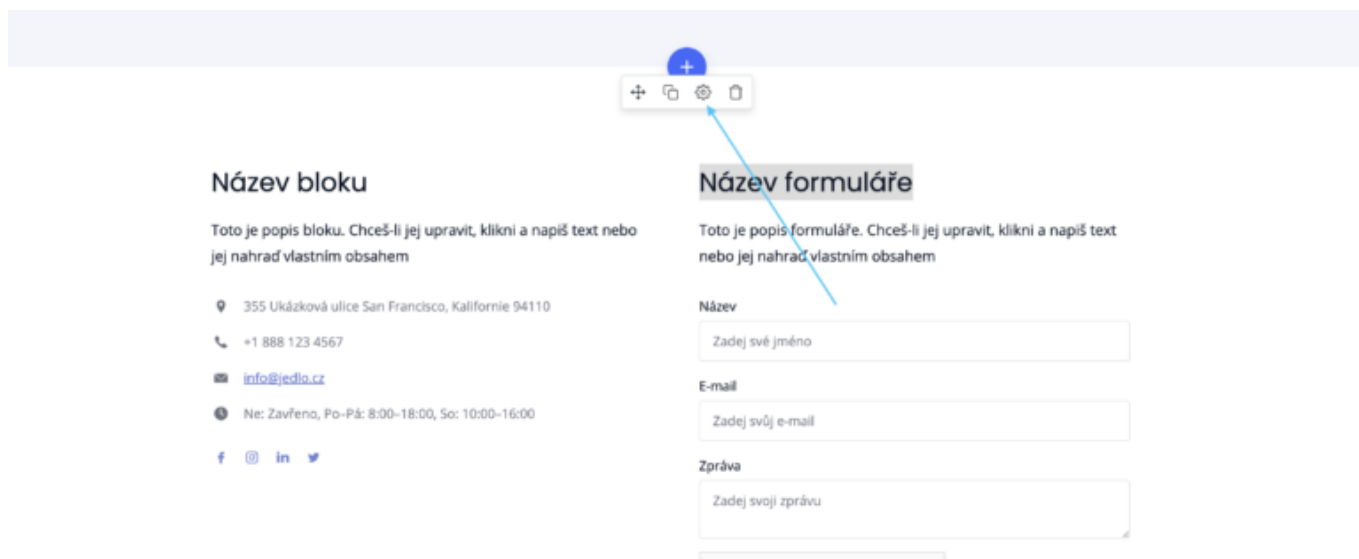 Název bloku
Toto je popis bloku. Chceš-li jej upravit, klikni a napiš text nebo
jej nahraď vlastním obsahem
355 Ukázková ulice San Francisco, Kalifornie 94110
+1 888 123 4567
info@jedlo.cz
Ne: Zavřeno, Po-Pá: 8:00–18:00, So: 10:00–16:00
Název formuláře
Toto je popis formuláře. Chceš-li jej upravit, klikni a napiš text
nebo jej nahraď vlastním obsahem
Název
Zadej své jméno
E-mail
Zadej svůj e-mail
Zpráva
Zadej svoji zprávu